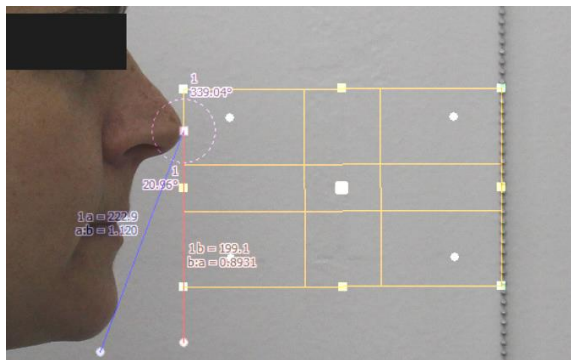 1
339.04°
1
20.96°
1a = 222.9
a:b = 1.120
1b = 199.1
b:a = 0.8931